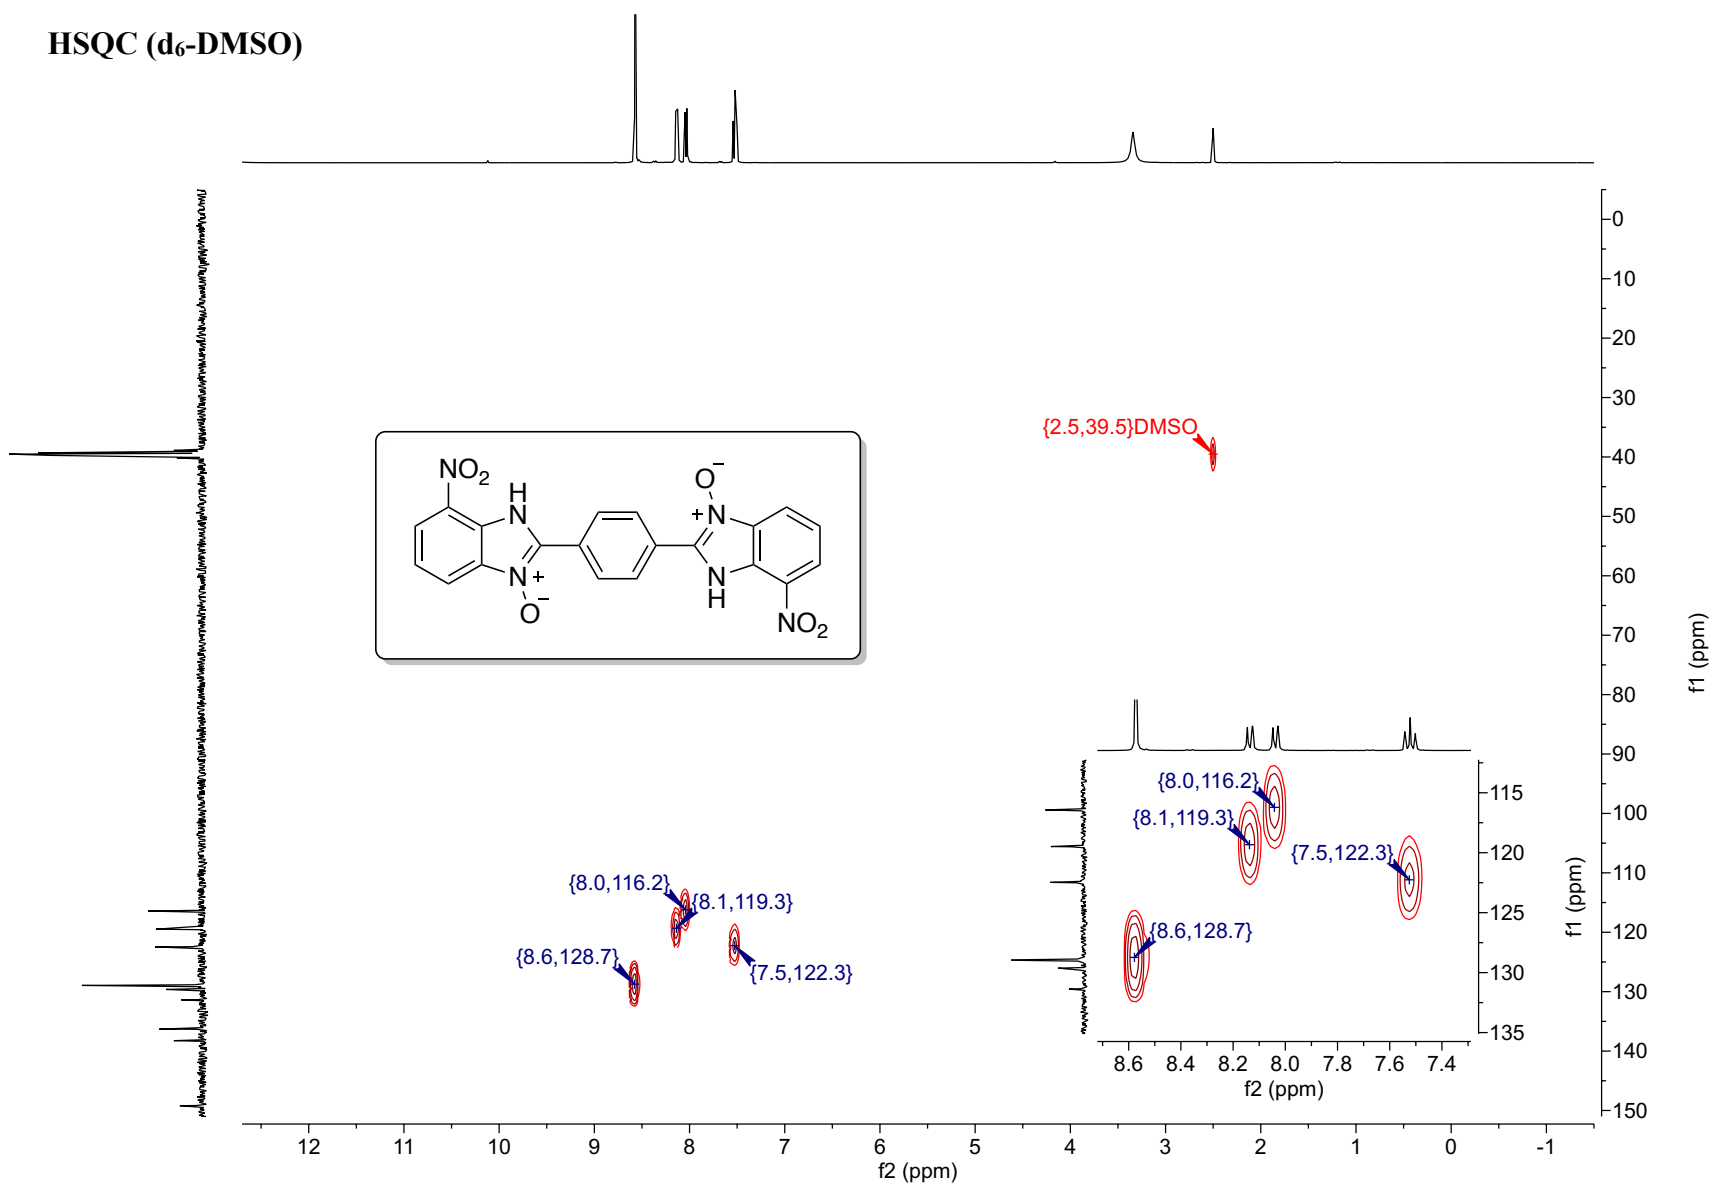 HSQC (d₆-DMSO)
{2.5,39.5}DMSO
NO₂
H
N
N
+
O⁻
O⁻
+
N
N
H
NO₂
{8.0,116.2}
{8.1,119.3}
{8.6,128.7}
{7.5,122.3}
{8.0,116.2}
{8.1,119.3}
{7.5,122.3}
{8.6,128.7}
115
120
125
130
135
f1 (ppm)
8.6 8.4 8.2 8.0 7.8 7.6 7.4
f2 (ppm)
0
10
20
30
40
50
60
70
80
90
100
110
120
130
140
150
f1 (ppm)
12 11 10 9 8 7 6 5 4 3 2 1 0 -1
f2 (ppm)